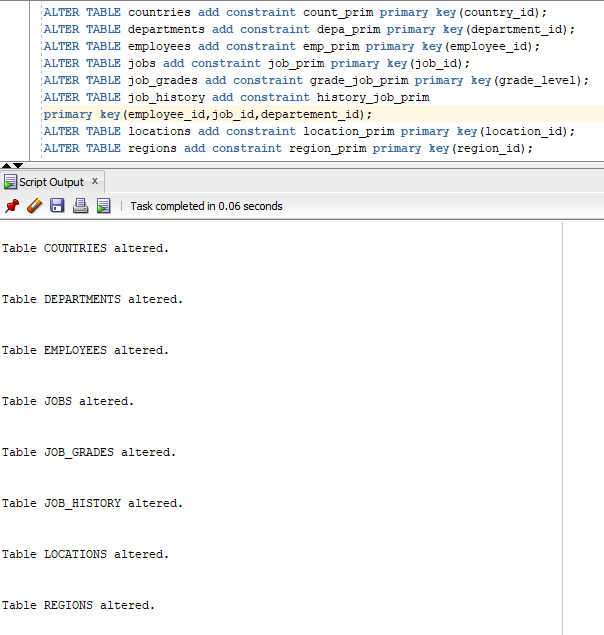 ALTER TABLE countries add constraint count_prim primary key(country_id);
ALTER TABLE departments add constraint depa_prim primary key(department_id);
ALTER TABLE employees add constraint emp_prim primary key(employee_id);
ALTER TABLE jobs add constraint job_prim primary key(job_id);
ALTER TABLE job_grades add constraint grade_job_prim primary key(grade_level);
ALTER TABLE job_history add constraint history_job_prim
primary key(employee_id,job_id,departement_id);
ALTER TABLE locations add constraint location_prim primary key(location_id);
ALTER TABLE regions add constraint region_prim primary key(region_id);
Script Output x
Task completed in 0.06 seconds
Table COUNTRIES altered.
Table DEPARTMENTS altered.
Table EMPLOYEES altered.
Table JOBS altered.
Table JOB_GRADES altered.
Table JOB_HISTORY altered.
Table LOCATIONS altered.
Table REGIONS altered.